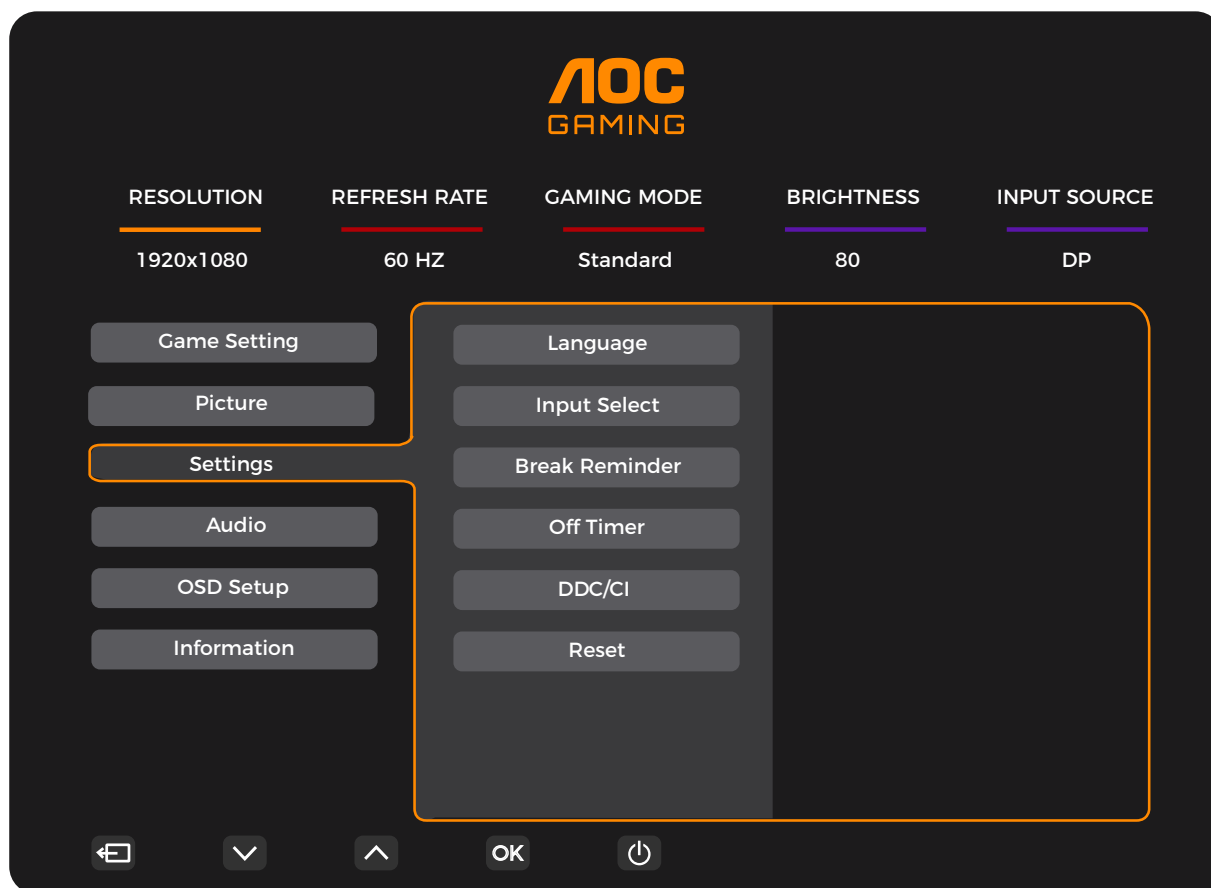 AOC
GAMING
RESOLUTION REFRESH RATE GAMING MODE BRIGHTNESS INPUT SOURCE
1920x1080 60 HZ Standard 80 DP
Game Setting
Picture
Settings
Audio
OSD Setup
Information
Language
Input Select
Break Reminder
Off Timer
DDC/CI
Reset
OK